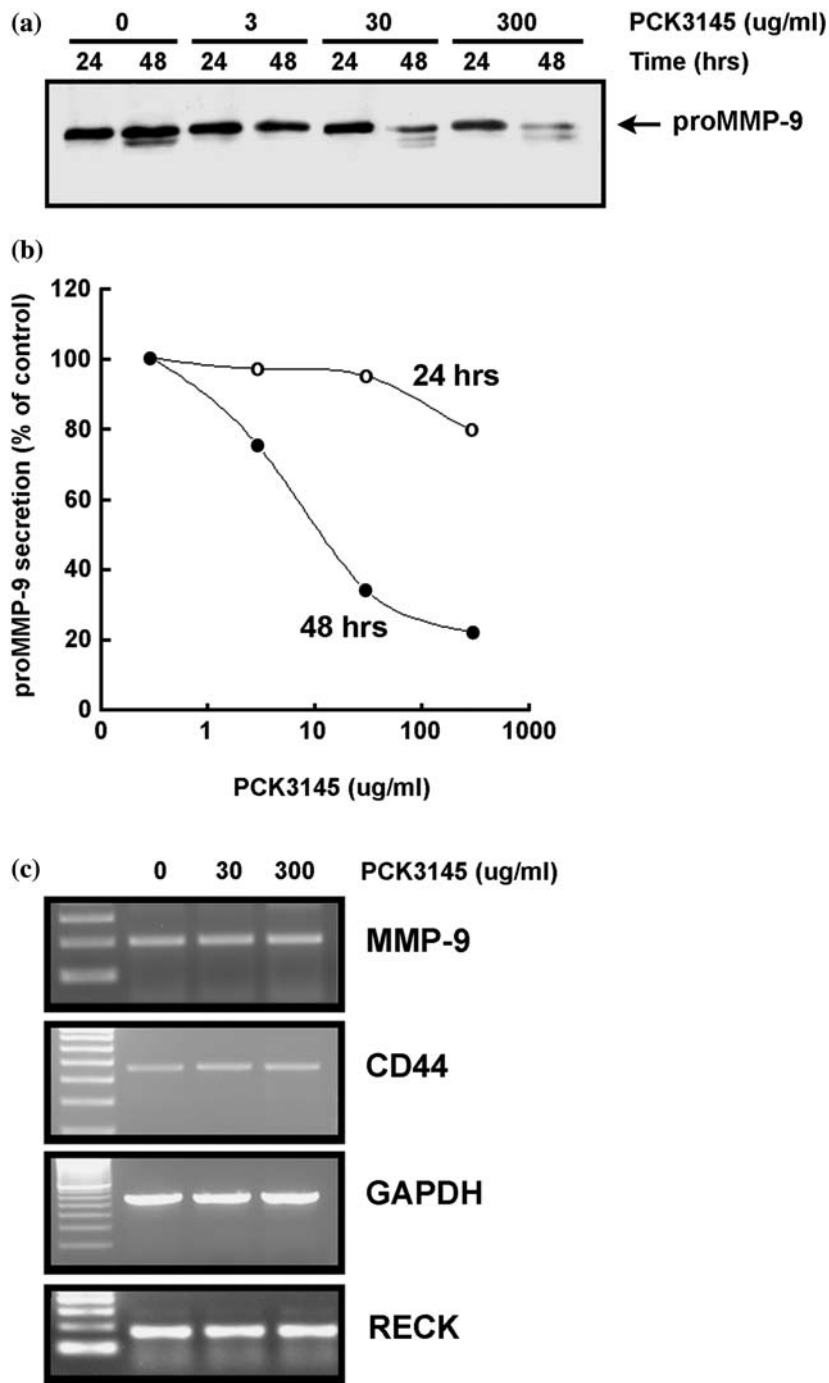 (a)
0 3 30 300 PCK3145 (ug/ml)
24 48 24 48 24 48 24 48 Time (hrs)
proMMP-9
(b)
proMMP-9 secretion (% of control)
120
100
80
60
40
20
0
24 hrs
48 hrs
0 1 10 100 1000
PCK3145 (ug/ml)
(c)
0 30 300 PCK3145 (ug/ml)
MMP-9
CD44
GAPDH
RECK